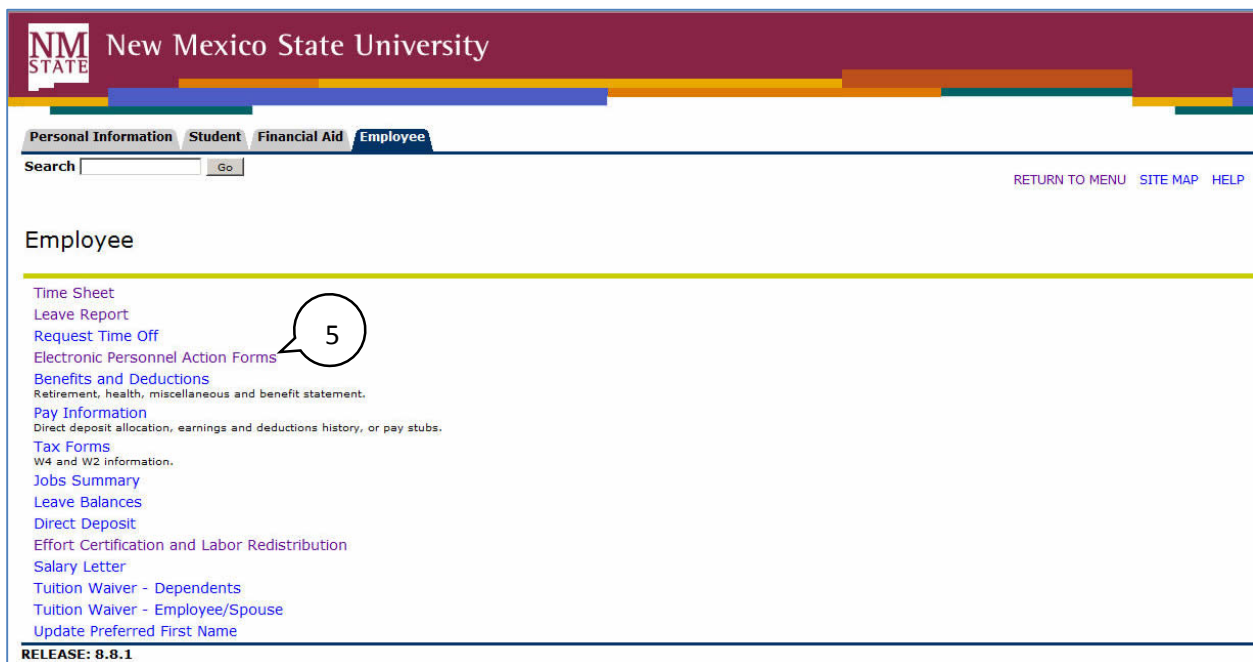 NM
STATE
New Mexico State University
Personal Information Student Financial Aid Employee
Search Go
RETURN TO MENU SITE MAP HELP
Employee
Time Sheet
Leave Report
Request Time Off
5
Electronic Personnel Action Forms
Benefits and Deductions
Retirement, health, miscellaneous and benefit statement.
Pay Information
Direct deposit allocation, earnings and deductions history, or pay stubs.
Tax Forms
W4 and W2 information.
Jobs Summary
Leave Balances
Direct Deposit
Effort Certification and Labor Redistribution
Salary Letter
Tuition Waiver - Dependents
Tuition Waiver - Employee/Spouse
Update Preferred First Name
RELEASE: 8.8.1